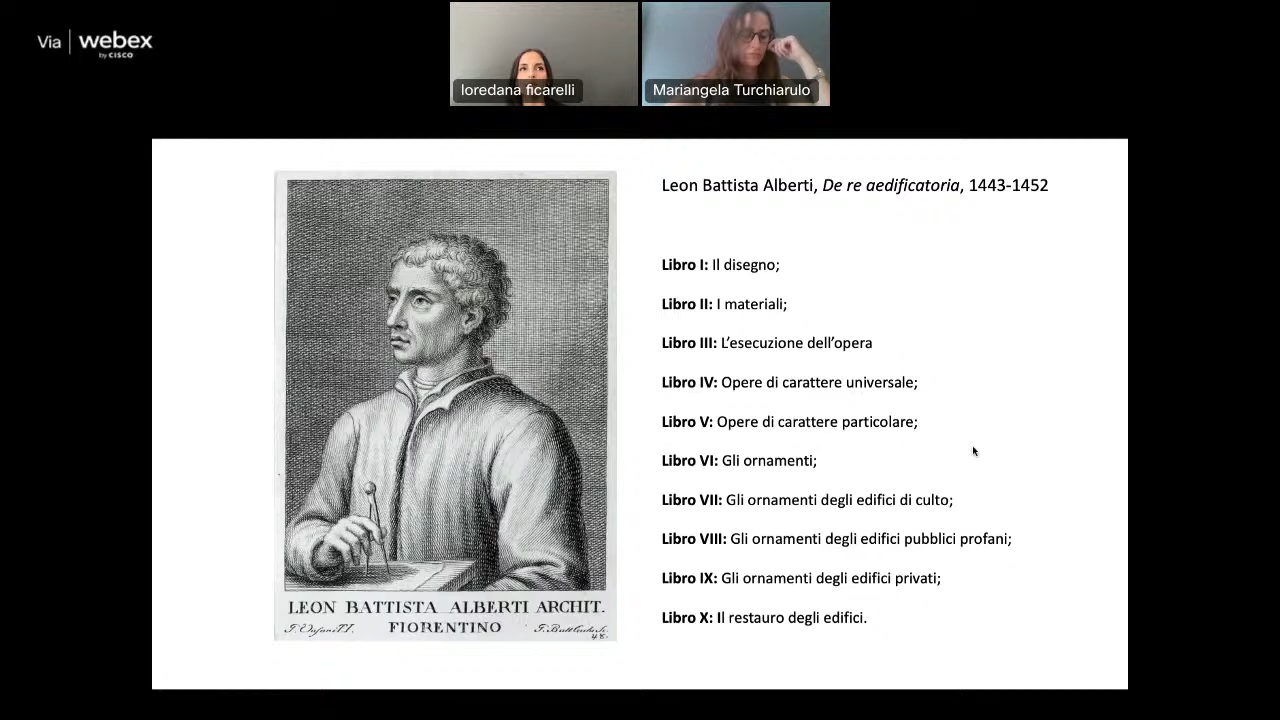 Via | webex
by CISCO
loredana ficarelli
Mariangela Turchiarulo
Leon Battista Alberti, De re aedificatoria, 1443-1452
Libro I: Il disegno;
Libro II: I materiali;
Libro III: L’esecuzione dell’opera
Libro IV: Opere di carattere universale;
Libro V: Opere di carattere particolare;
Libro VI: Gli ornamenti;
Libro VII: Gli ornamenti degli edifici di culto;
Libro VIII: Gli ornamenti degli edifici pubblici profani;
Libro IX: Gli ornamenti degli edifici privati;
Libro X: Il restauro degli edifici.
LEON BATTISTA ALBERTI ARCHIT.
FIORENTINO
48.